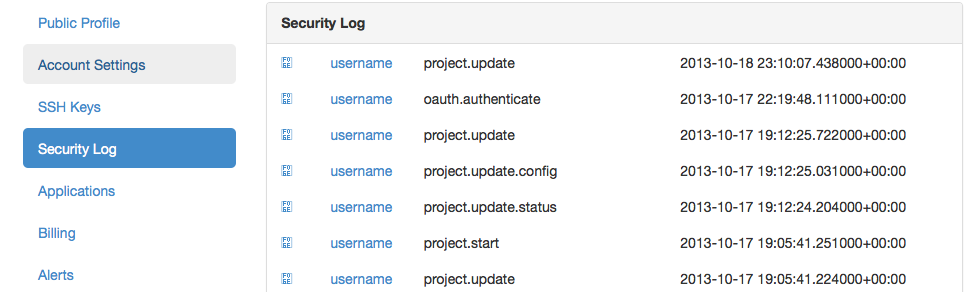 Public Profile
Account Settings
SSH Keys
Security Log
Applications
Billing
Alerts
Security Log
username project.update 2013-10-18 23:10:07.438000+00:00
username oauth.authenticate 2013-10-17 22:19:48.111000+00:00
username project.update 2013-10-17 19:12:25.722000+00:00
username project.update.config 2013-10-17 19:12:25.031000+00:00
username project.update.status 2013-10-17 19:12:24.204000+00:00
username project.start 2013-10-17 19:05:41.251000+00:00
username project.update 2013-10-17 19:05:41.224000+00:00